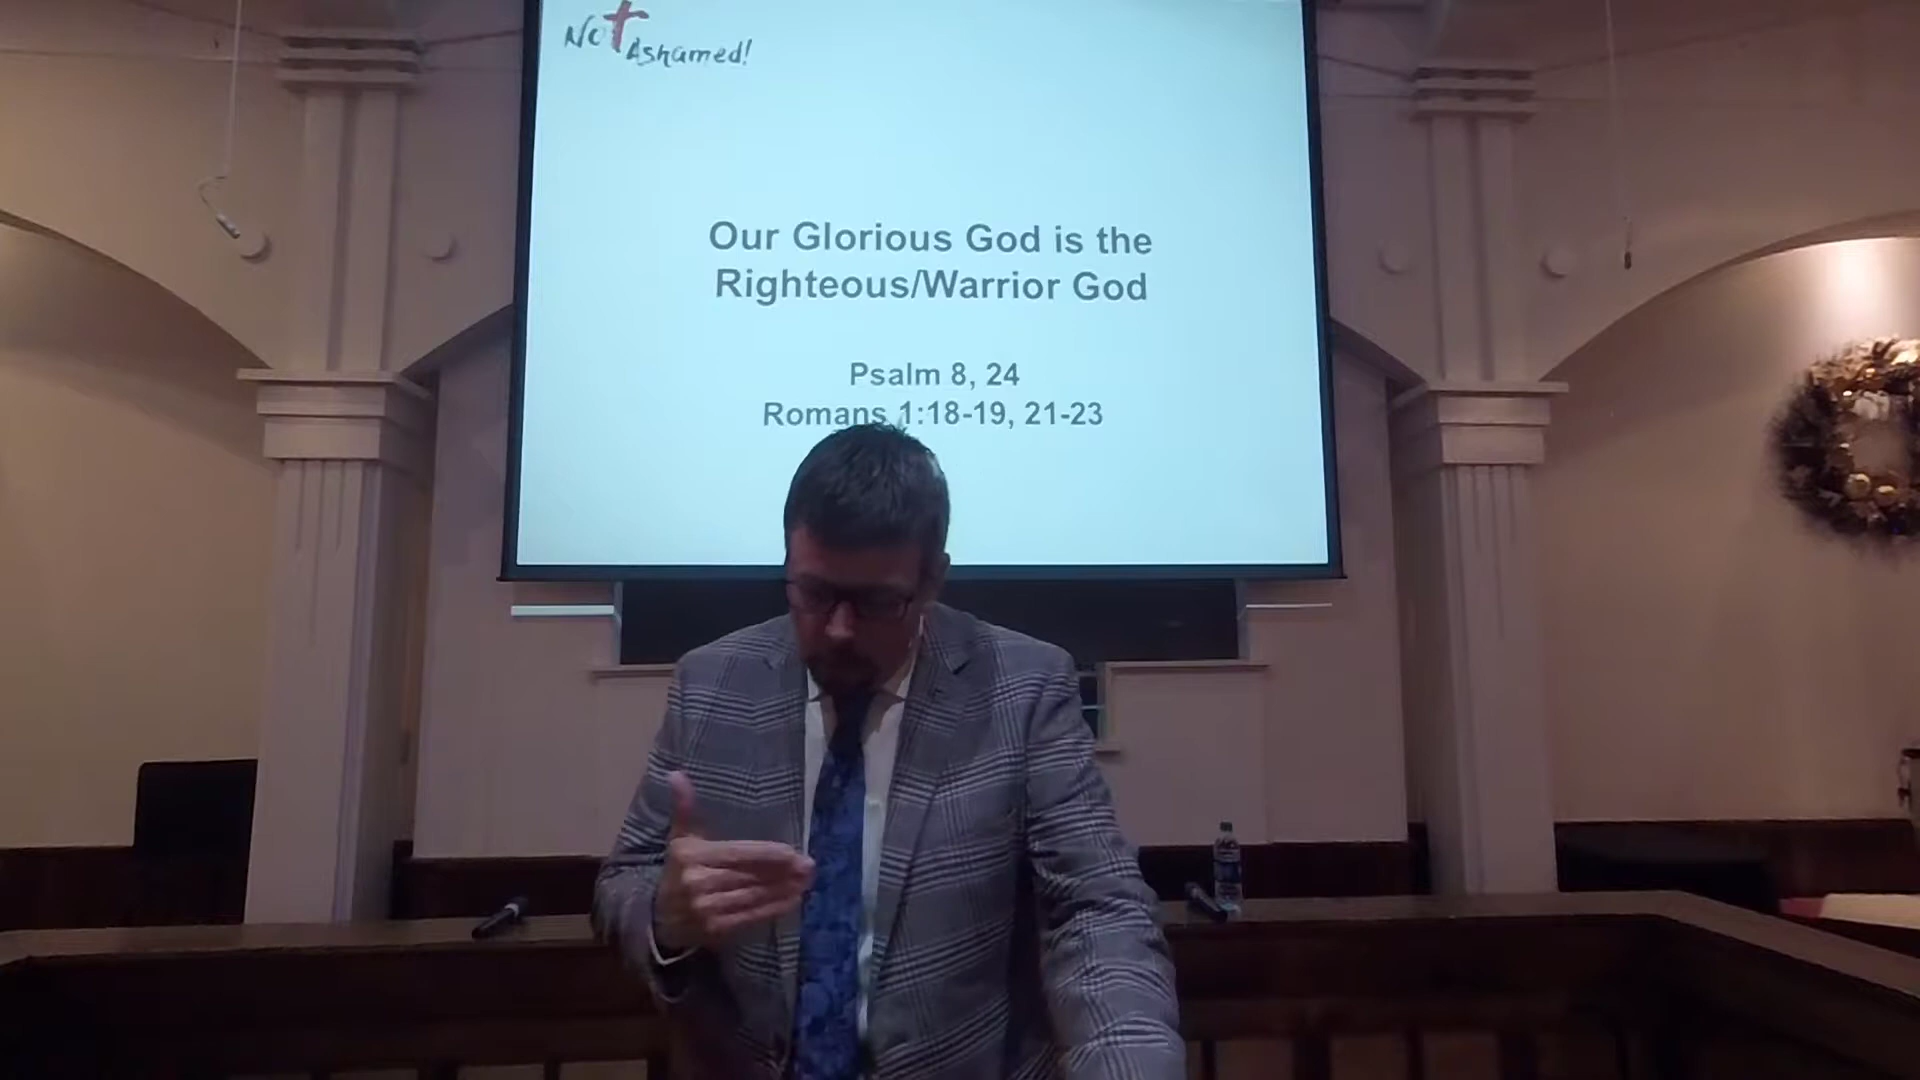 Not Ashamed!
Our Glorious God is the
Righteous/Warrior God
Psalm 8, 24
Romans 1:18-19, 21-23